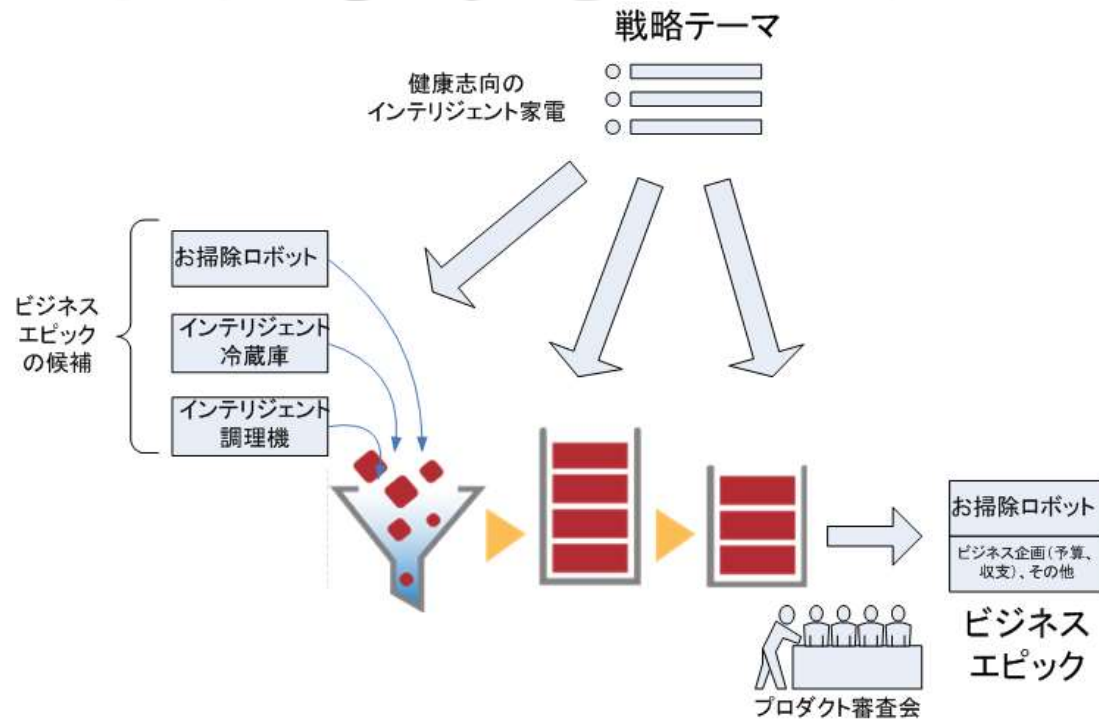 戦略テーマ
健康志向の
インテリジェント家電
お掃除ロボット
インテリジェント
冷蔵庫
インテリジェント
調理機
ビジネス
エピック
の候補
お掃除ロボット
ビジネス企画(予算、
収支)、その他
ビジネス
エピック
プロダクト審査会